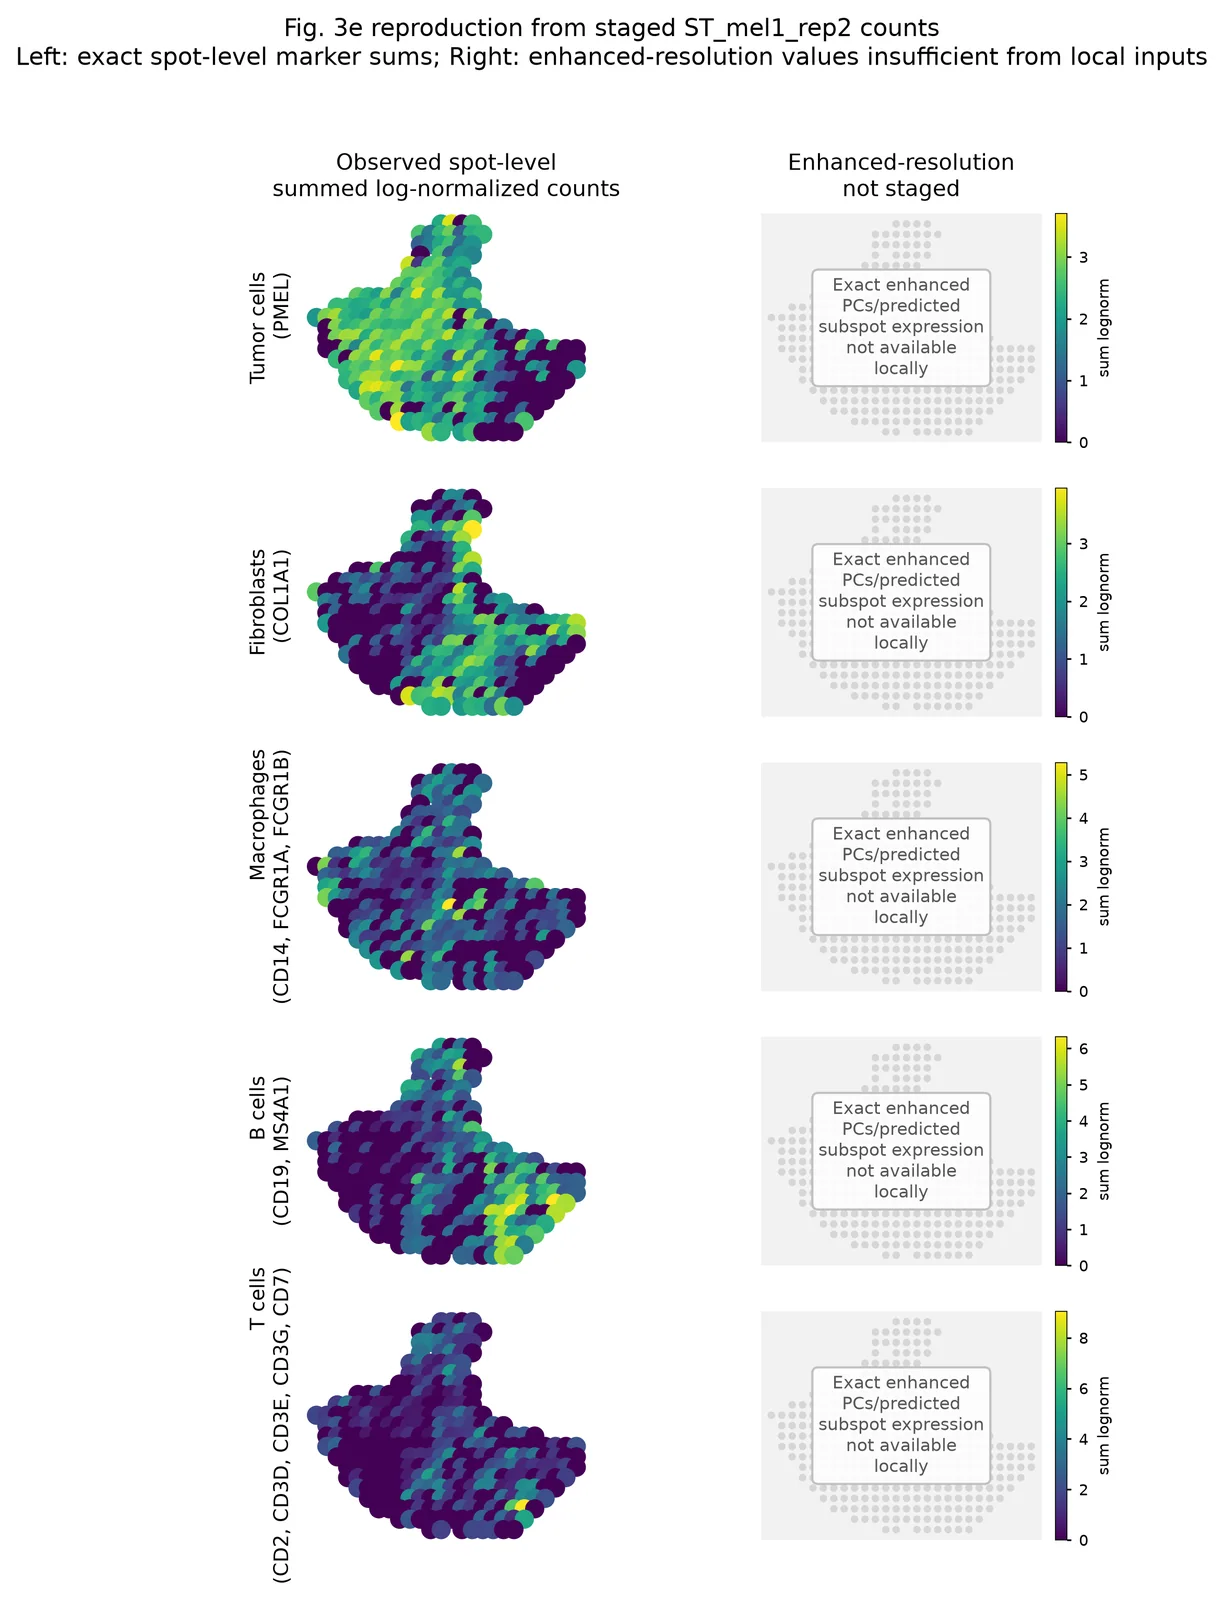 Fig. 3e reproduction from staged ST_mel1_rep2 counts
Left: exact spot-level marker sums; Right: enhanced-resolution values insufficient from local inputs
Observed spot-level
summed log-normalized counts
Enhanced-resolution
not staged
Tumor cells
(PMEL)
Exact enhanced
PCs/predicted
subspot expression
not available
locally
3
2
1
0
sum lognorm
Fibroblasts
(COL1A1)
Exact enhanced
PCs/predicted
subspot expression
not available
locally
3
2
1
0
sum lognorm
Macrophages
(CD14, FCGR1A, FCGR1B)
Exact enhanced
PCs/predicted
subspot expression
not available
locally
5
4
3
2
1
0
sum lognorm
B cells
(CD19, MS4A1)
Exact enhanced
PCs/predicted
subspot expression
not available
locally
6
5
4
3
2
1
0
sum lognorm
T cells
(CD2, CD3D, CD3E, CD3G, CD7)
Exact enhanced
PCs/predicted
subspot expression
not available
locally
8
6
4
2
0
sum lognorm